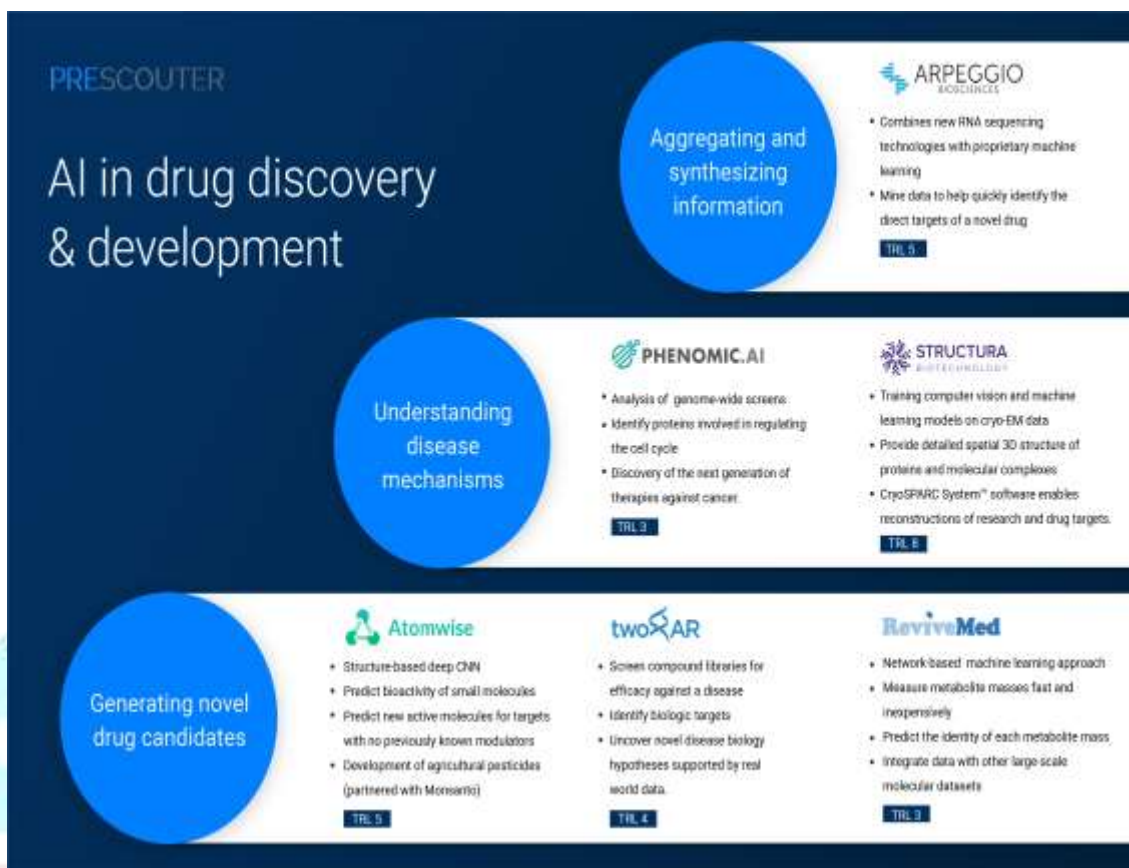 PRESCOUTER
AI in drug discovery
& development
Aggregating and
synthesizing
information
ARPEGGIO
BIOSCIENCES
• Combines new RNA sequencing
technologies with proprietary machine
learning
• Mine data to help quickly identify the
direct targets of a novel drug
TRL 5
Understanding
disease
mechanisms
PHENOMIC.AI
• Analysis of genome-wide screens
• Identify proteins involved in regulating
the cell cycle
• Discovery of the next generation of
therapies against cancer.
TRL 3
STRUCTURA
BIOTECHNOLOGY
• Training computer vision and machine
learning models on cryo-EM data
• Provide detailed spatial 3D structure of
proteins and molecular complexes
• CryoSPARC System™ software enables
reconstructions of research and drug targets.
TRL 8
Generating novel
drug candidates
Atomwise
• Structure-based deep CNN
• Predict bioactivity of small molecules
• Predict new active molecules for targets
with no previously known modulators
• Development of agricultural pesticides
(partnered with Monsanto)
TRL 5
twoXAR
• Screen compound libraries for
efficacy against a disease
• Identify biologic targets
• Uncover novel disease biology
hypotheses supported by real
world data.
TRL 4
ReviveMed
• Network-based machine learning approach
• Measure metabolite masses fast and
inexpensively
• Predict the identity of each metabolite mass
• Integrate data with other large-scale
molecular datasets
TRL 3